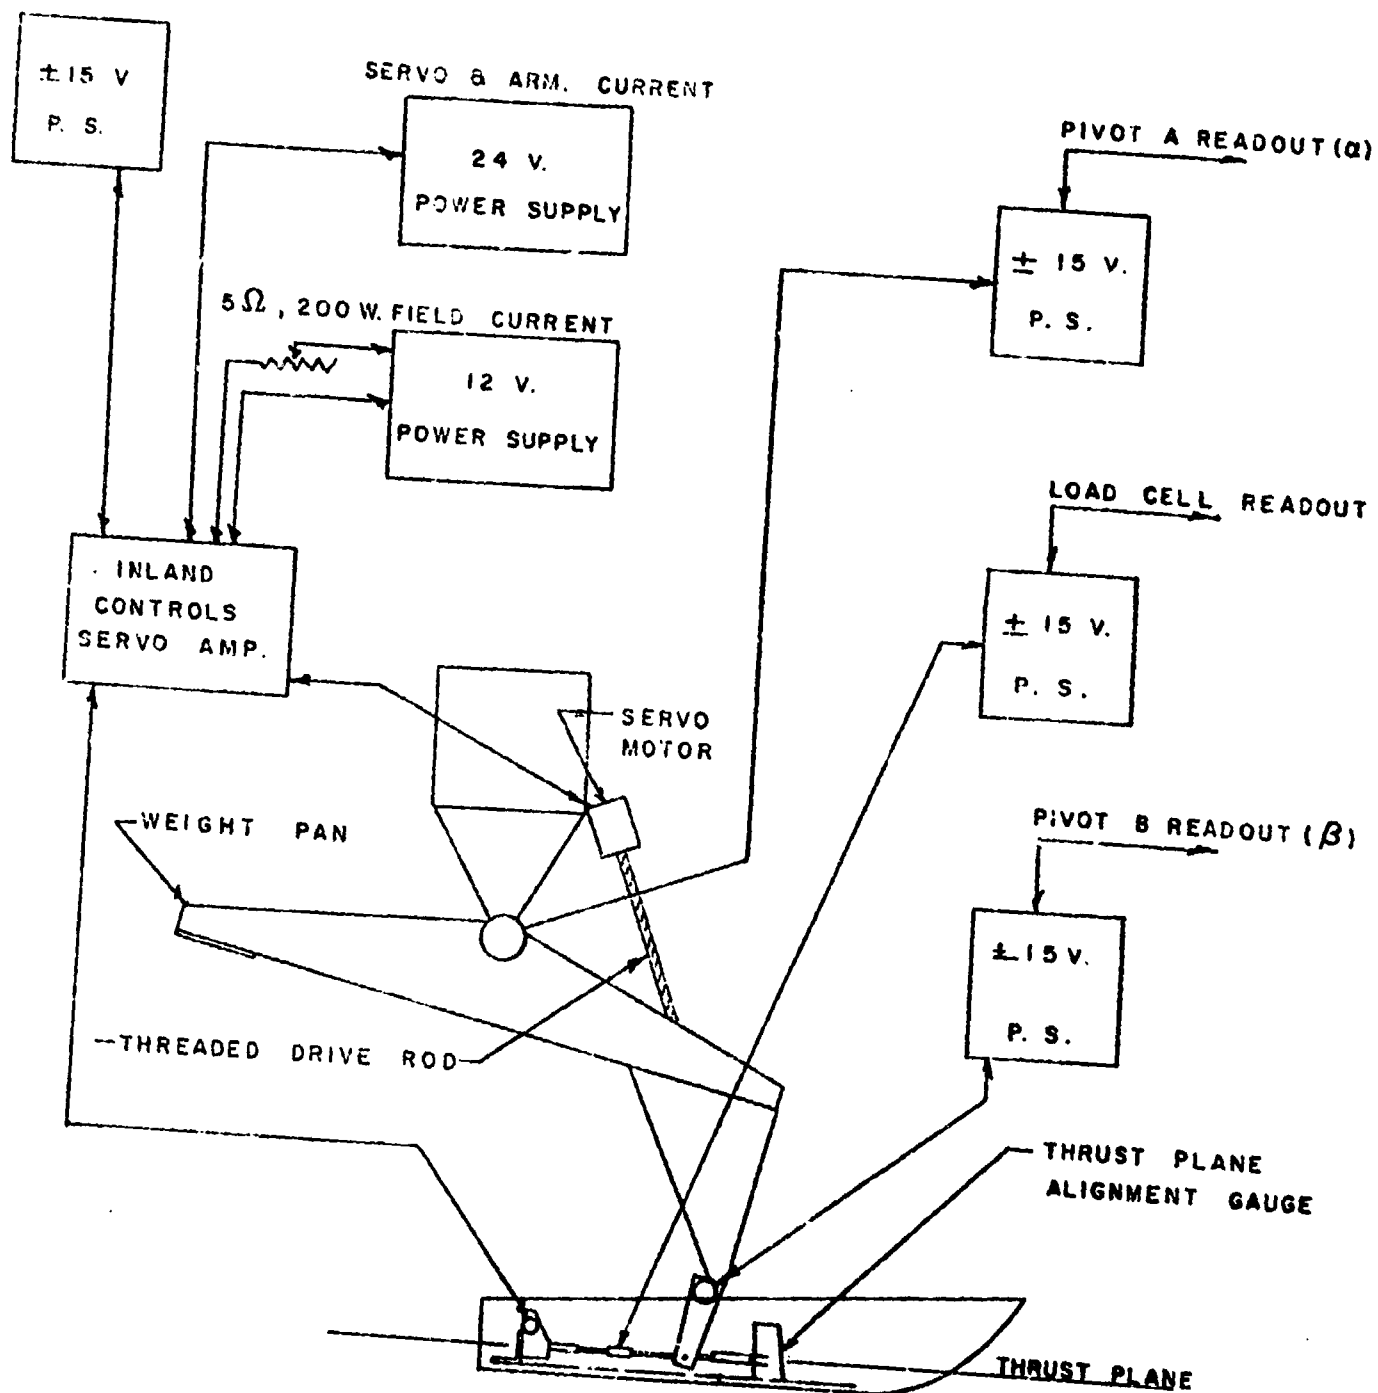 ± 15 V
P. S.
SERVO & ARM. CURRENT
24 V.
POWER SUPPLY
5Ω, 200 W. FIELD CURRENT
12 V.
POWER SUPPLY
PIVOT A READOUT (α)
± 15 V.
P. S.
LOAD CELL READOUT
± 15 V.
P. S.
INLAND
CONTROLS
SERVO AMP.
SERVO
MOTOR
WEIGHT PAN
PIVOT B READOUT (β)
± 15 V.
P. S.
THREADED DRIVE ROD
THRUST PLANE
ALIGNMENT GAUGE
THRUST PLANE